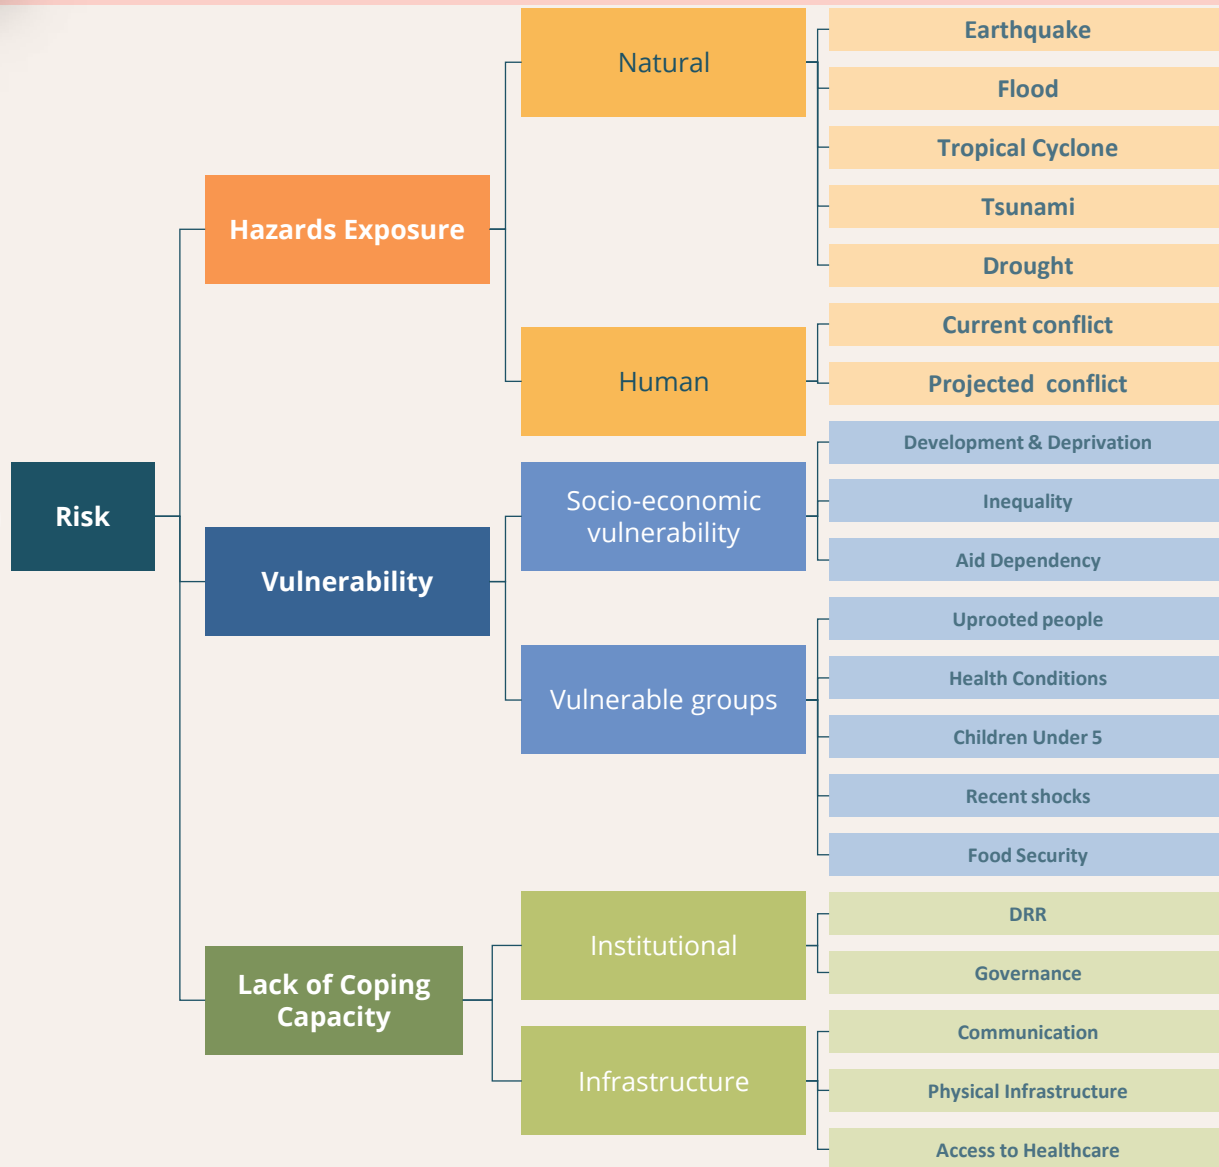 Risk
Hazards Exposure
Natural
Earthquake
Flood
Tropical Cyclone
Tsunami
Drought
Human
Current conflict
Projected  conflict
Vulnerability
Socio-economic
vulnerability
Development & Deprivation
Inequality
Aid Dependency
Vulnerable groups
Uprooted people
Health Conditions
Children Under 5
Recent shocks
Food Security
Lack of Coping
Capacity
Institutional
DRR
Governance
Infrastructure
Communication
Physical Infrastructure
Access to Healthcare